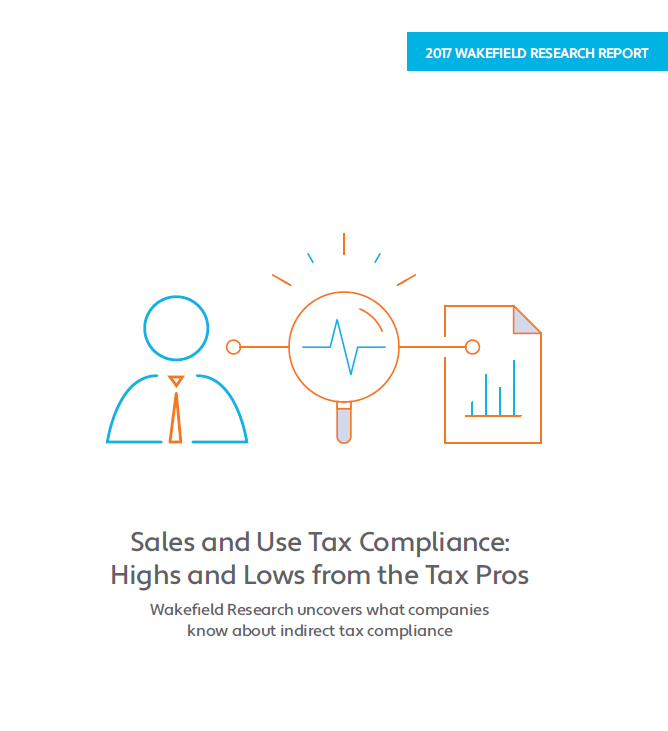 2017 WAKEFIELD RESEARCH REPORT
Sales and Use Tax Compliance:
Highs and Lows from the Tax Pros
Wakefield Research uncovers what companies
know about indirect tax compliance